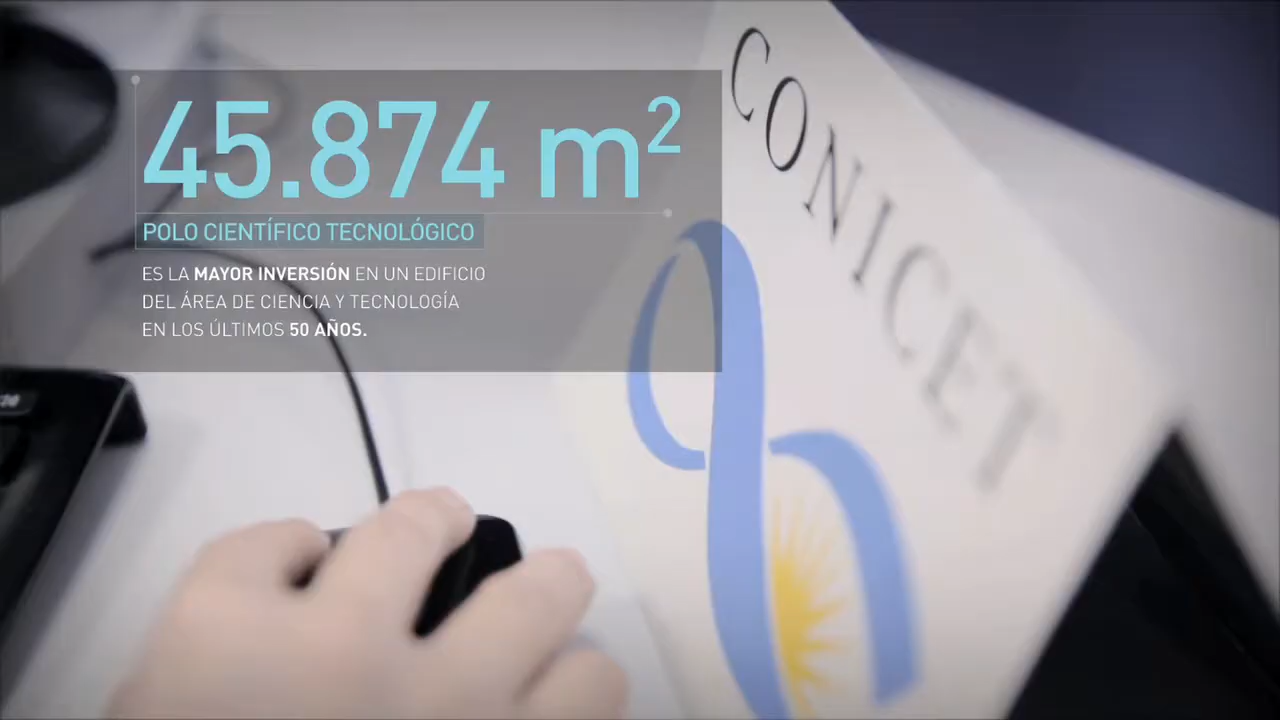 45.874 m²
POLO CIENTÍFICO TECNOLÓGICO
ES LA MAYOR INVERSIÓN EN UN EDIFICIO
DEL ÁREA DE CIENCIA Y TECNOLOGÍA
EN LOS ÚLTIMOS 50 AÑOS.
CONICET